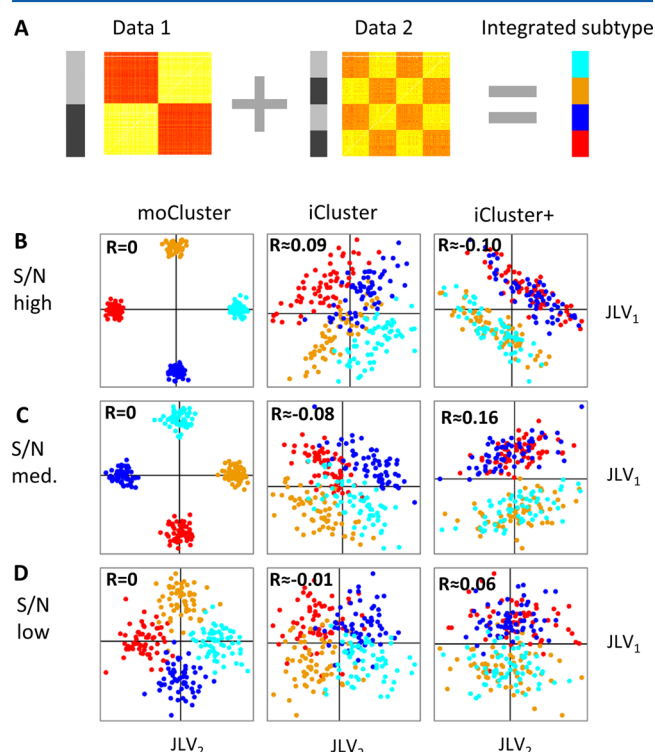 A
Data 1
Data 2
Integrated subtype
moCluster
iCluster
iCluster+
B
S/N
high
R=0
R≈0.09
R≈-0.10
JLV1
C
S/N
med.
R=0
R≈-0.08
R≈0.16
JLV1
D
S/N
low
R=0
R≈-0.01
R≈0.06
JLV1
JLV2
JLV2
JLV2